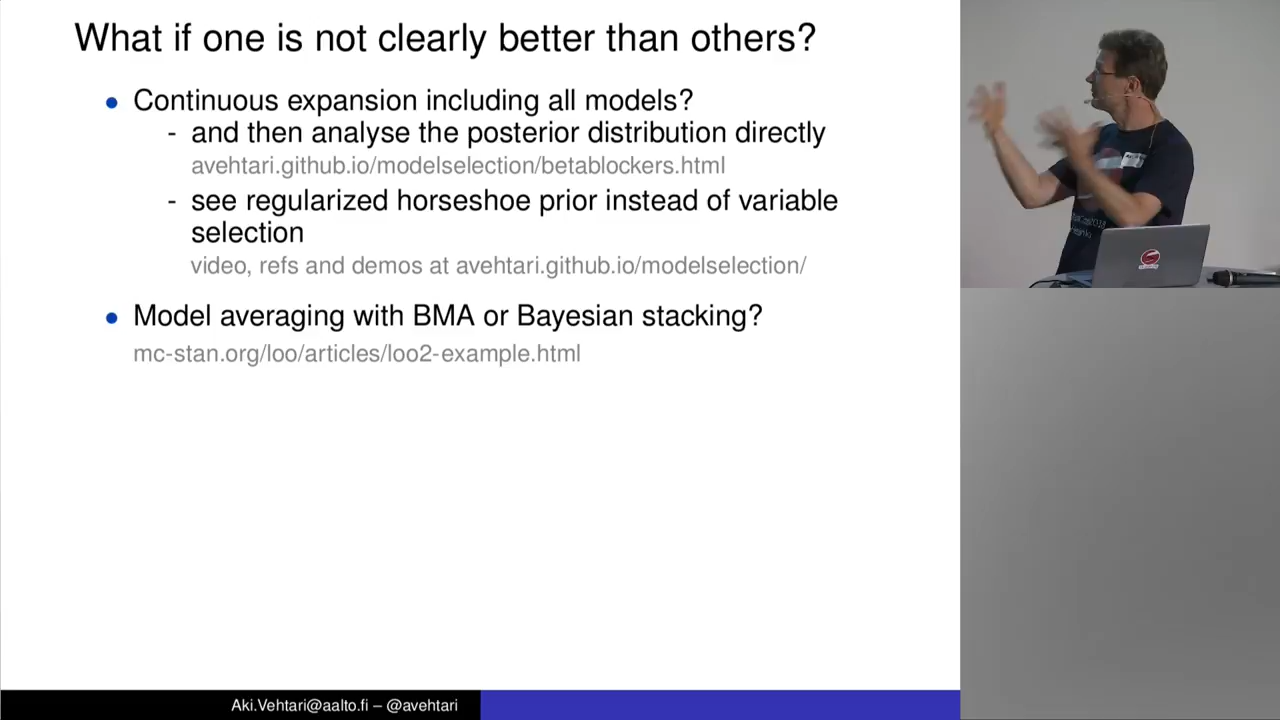 What if one is not clearly better than others?
• Continuous expansion including all models?
- and then analyse the posterior distribution directly
avehtari.github.io/modelselection/betablockers.html
- see regularized horseshoe prior instead of variable
selection
video, refs and demos at avehtari.github.io/modelselection/
• Model averaging with BMA or Bayesian stacking?
mc-stan.org/loo/articles/loo2-example.html
Aki.Vehtari@aalto.fi – @avehtari